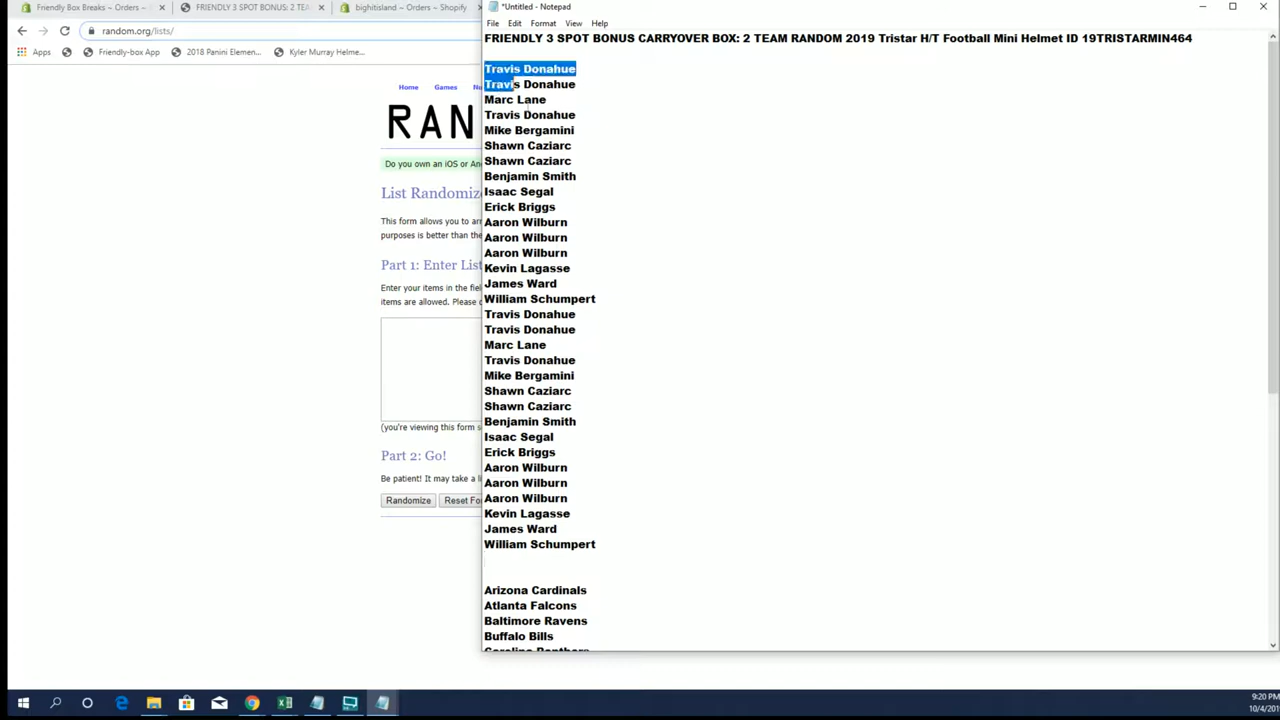 Friendly Box Breaks ~ Orders ~
FRIENDLY 3 SPOT BONUS: 2 TEA
bighitisland ~ Orders ~ Shopify
random.org/lists/
Apps
Friendly-box App
2018 Panini Elemen...
Kyler Murray Helme...
Home
Games
RAN
Do you own an iOS or An
List Randomize
This form allows you to arr
purposes is better than the
Part 1: Enter List
Enter your items in the fiel
items are allowed. Please
(you're viewing this form s
Part 2: Go!
Be patient! It may take a li
Randomize
Reset Fo
*Untitled - Notepad
File Edit Format View Help
FRIENDLY 3 SPOT BONUS CARRYOVER BOX: 2 TEAM RANDOM 2019 Tristar H/T Football Mini Helmet ID 19TRISTARMIN464
Travis Donahue
Travis Donahue
Marc Lane
Travis Donahue
Mike Bergamini
Shawn Caziarc
Shawn Caziarc
Benjamin Smith
Isaac Segal
Erick Briggs
Aaron Wilburn
Aaron Wilburn
Aaron Wilburn
Kevin Lagasse
James Ward
William Schumpert
Travis Donahue
Travis Donahue
Marc Lane
Travis Donahue
Mike Bergamini
Shawn Caziarc
Shawn Caziarc
Benjamin Smith
Isaac Segal
Erick Briggs
Aaron Wilburn
Aaron Wilburn
Aaron Wilburn
Kevin Lagasse
James Ward
William Schumpert
Arizona Cardinals
Atlanta Falcons
Baltimore Ravens
Buffalo Bills
Carolina Panthers
9:20 PM
10/4/201